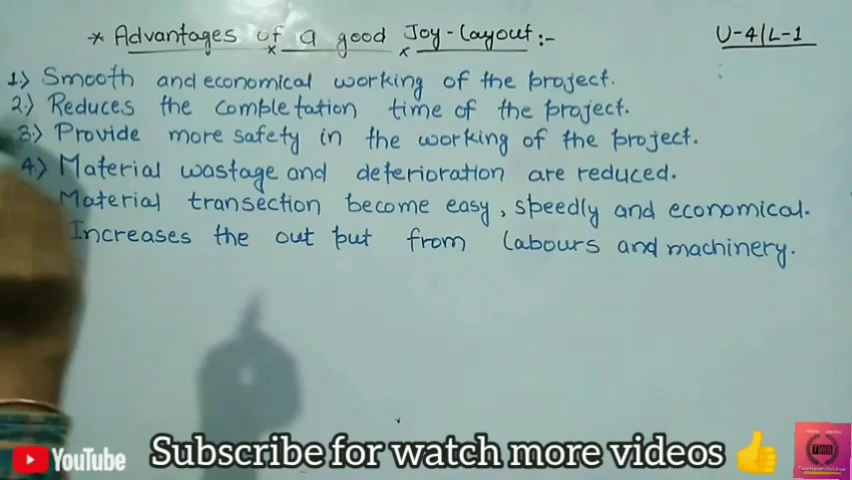 * Advantages of a good Joy-Layout :- U-4/L-1
1.) Smooth and economical working of the project.
2.) Reduces the completation time of the project.
3.) Provide more safety in the working of the project.
4.) Material wastage and deterioration are reduced.
Material transection become easy, speedly and economical.
Increases the out put from labours and machinery.
YouTube Subscribe for watch more videos 👍
TWB